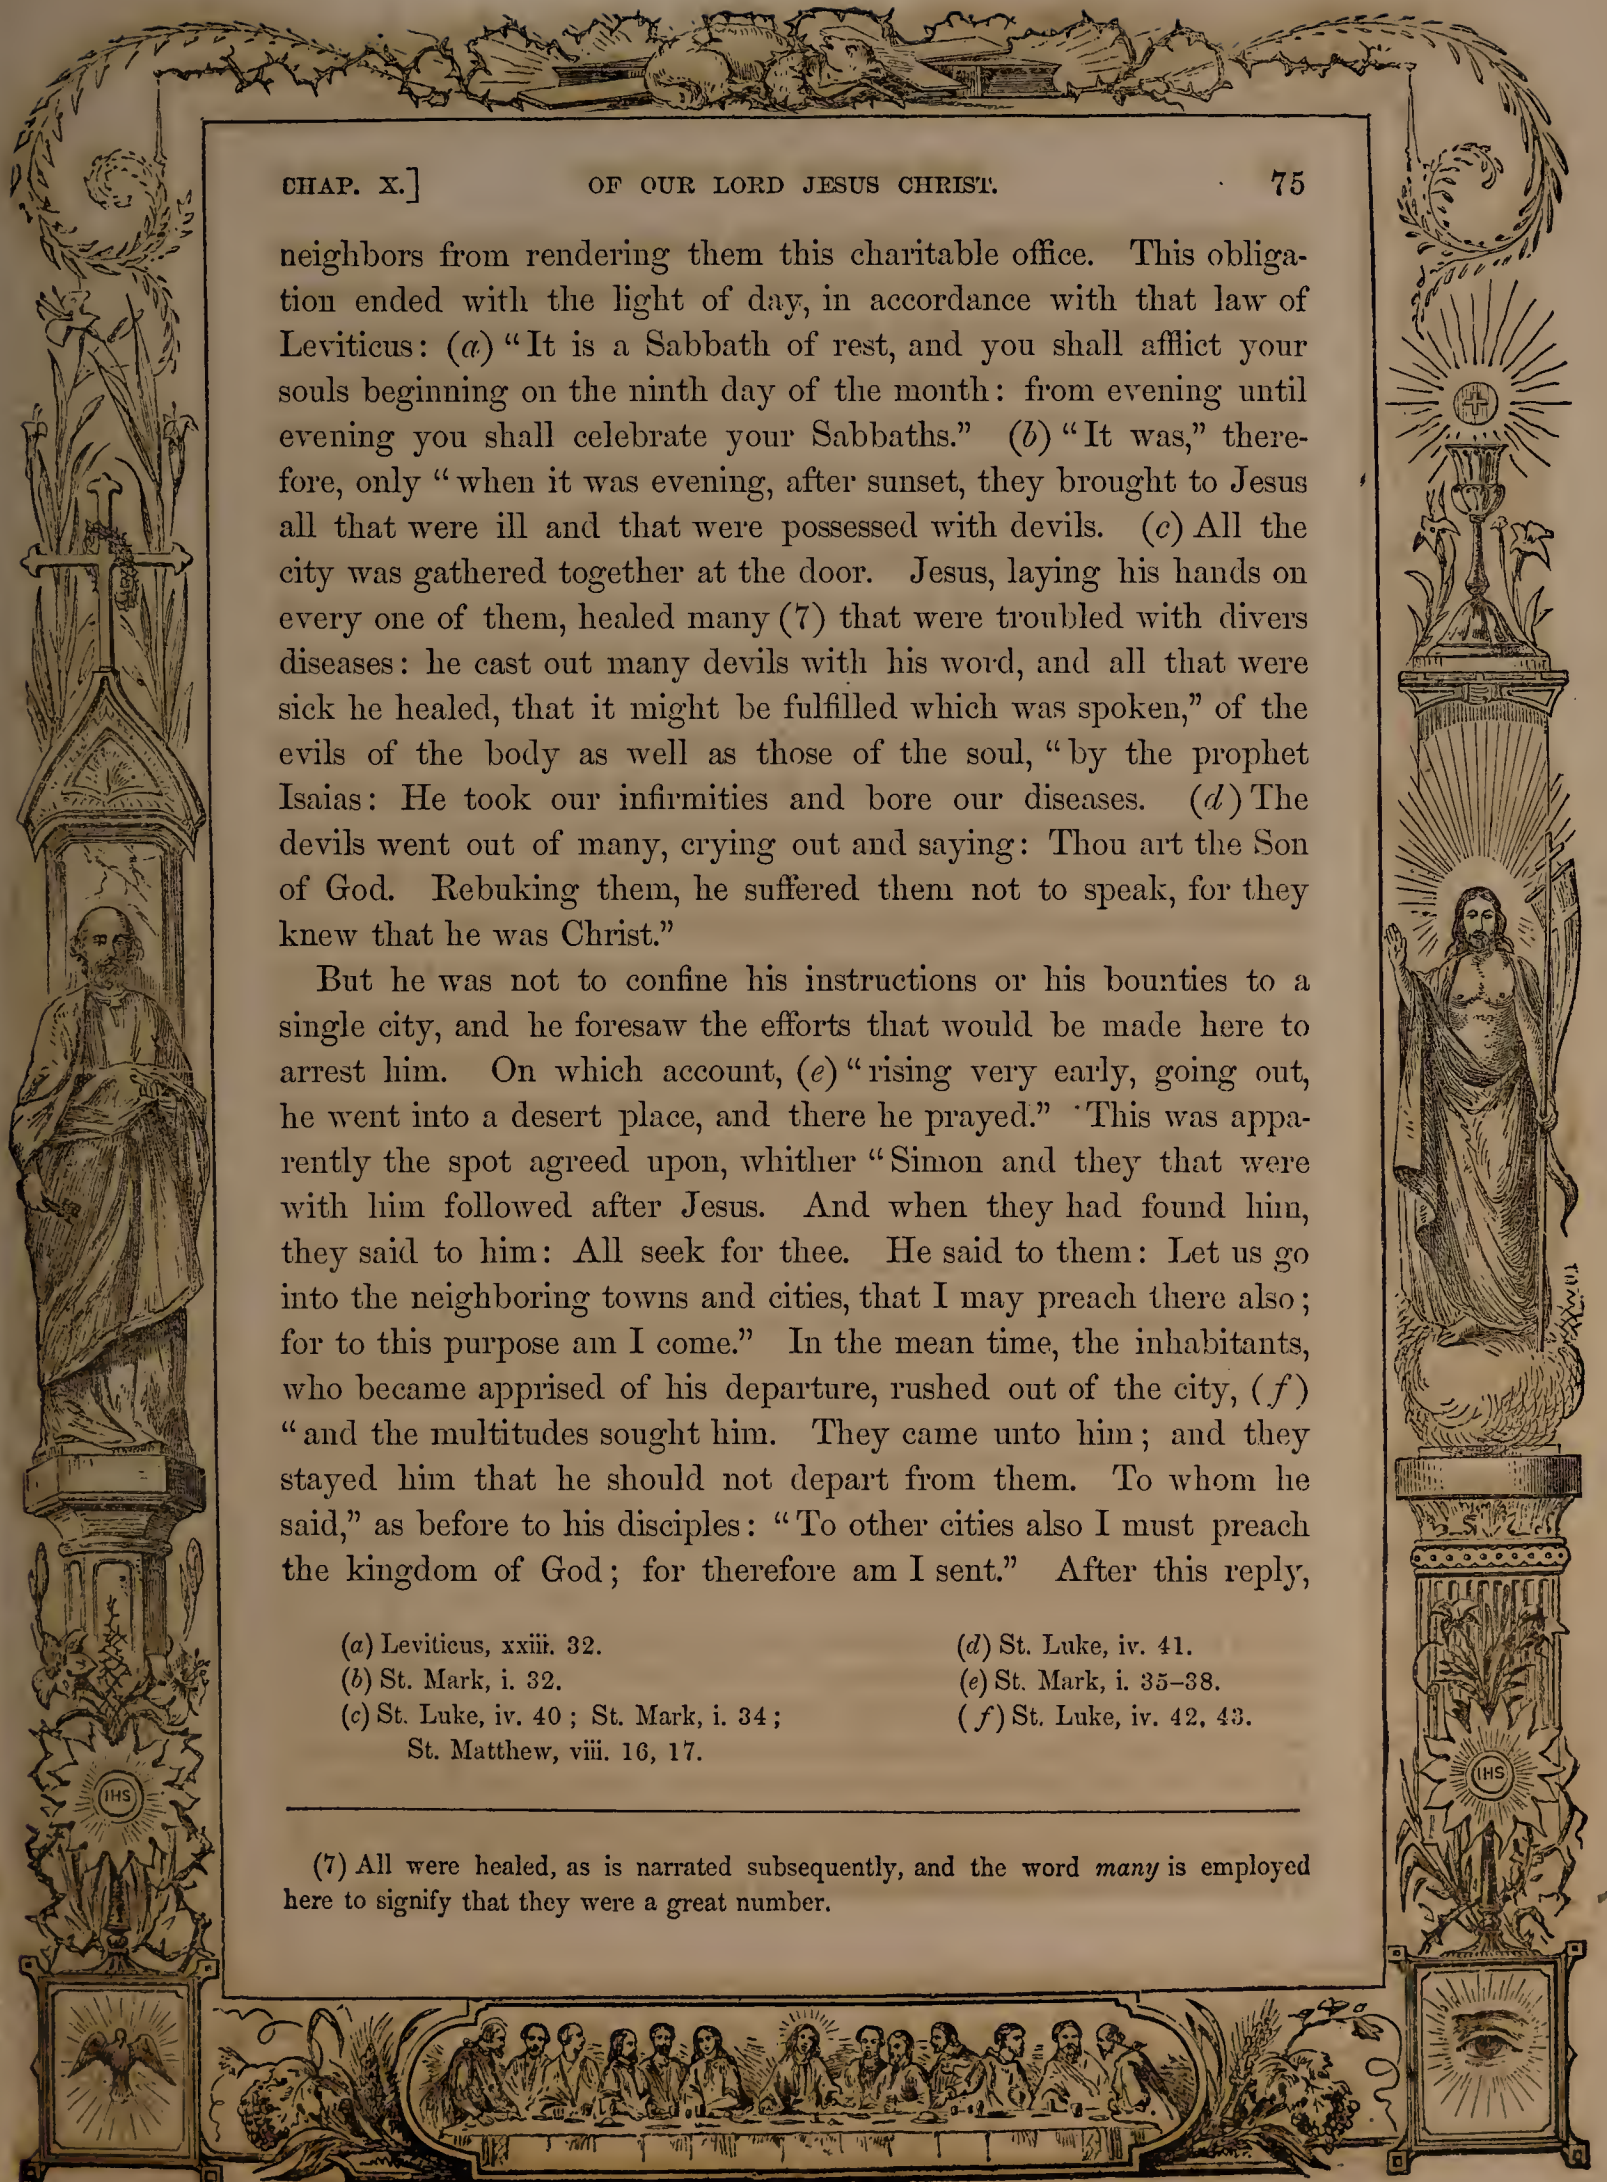 CHAP. X.] OF OUR LORD JESUS CHRIST. 75
neighbors from rendering them this charitable office. This obliga-
tion ended with the light of day, in accordance with that law of
Leviticus: (a) “It is a Sabbath of rest, and you shall afflict your
souls beginning on the ninth day of the month: from evening until
evening you shall celebrate your Sabbaths.” (b) “It was,” there-
fore, only “when it was evening, after sunset, they brought to Jesus
all that were ill and that were possessed with devils. (c) All the
city was gathered together at the door. Jesus, laying his hands on
every one of them, healed many (7) that were troubled with divers
diseases: he cast out many devils with his word, and all that were
sick he healed, that it might be fulfilled which was spoken,” of the
evils of the body as well as those of the soul, “by the prophet
Isaias: He took our infirmities and bore our diseases. (d) The
devils went out of many, crying out and saying: Thou art the Son
of God. Rebuking them, he suffered them not to speak, for they
knew that he was Christ.”
But he was not to confine his instructions or his bounties to a
single city, and he foresaw the efforts that would be made here to
arrest him. On which account, (e) “rising very early, going out,
he went into a desert place, and there he prayed.” This was appa-
rently the spot agreed upon, whither “Simon and they that were
with him followed after Jesus. And when they had found him,
they said to him: All seek for thee. He said to them: Let us go
into the neighboring towns and cities, that I may preach there also;
for to this purpose am I come.” In the mean time, the inhabitants,
who became apprised of his departure, rushed out of the city, (f)
“and the multitudes sought him. They came unto him; and they
stayed him that he should not depart from them. To whom he
said,” as before to his disciples: “To other cities also I must preach
the kingdom of God; for therefore am I sent.” After this reply,
(a) Leviticus, xxiii. 32.
(b) St. Mark, i. 32.
(c) St. Luke, iv. 40; St. Mark, i. 34;
St. Matthew, viii. 16, 17.
(d) St. Luke, iv. 41.
(e) St. Mark, i. 35–38.
(f) St. Luke, iv. 42, 43.
(7) All were healed, as is narrated subsequently, and the word many is employed
here to signify that they were a great number.
IHS
IHS